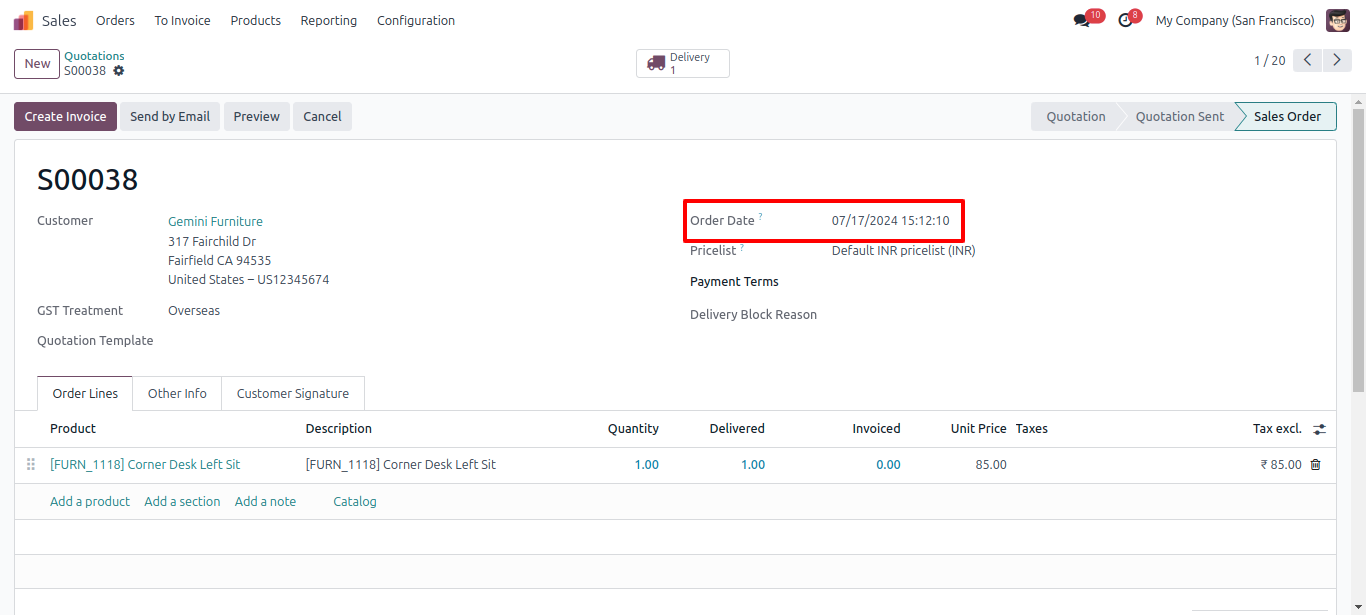 Sales Orders To Invoice Products Reporting Configuration 10 8 My Company (San Francisco)
New Quotations Delivery 1 / 20
S00038 1
Create Invoice Send by Email Preview Cancel Quotation Quotation Sent Sales Order
S00038
Customer Gemini Furniture Order Date ? 07/17/2024 15:12:10
317 Fairchild Dr
Fairfield CA 94535 Pricelist ? Default INR pricelist (INR)
United States – US12345674 Payment Terms
GST Treatment Overseas Delivery Block Reason
Quotation Template
Order Lines Other Info Customer Signature
Product Description Quantity Delivered Invoiced Unit Price Taxes Tax excl.
[FURN_1118] Corner Desk Left Sit [FURN_1118] Corner Desk Left Sit 1.00 1.00 0.00 85.00 ₹ 85.00
Add a product Add a section Add a note Catalog